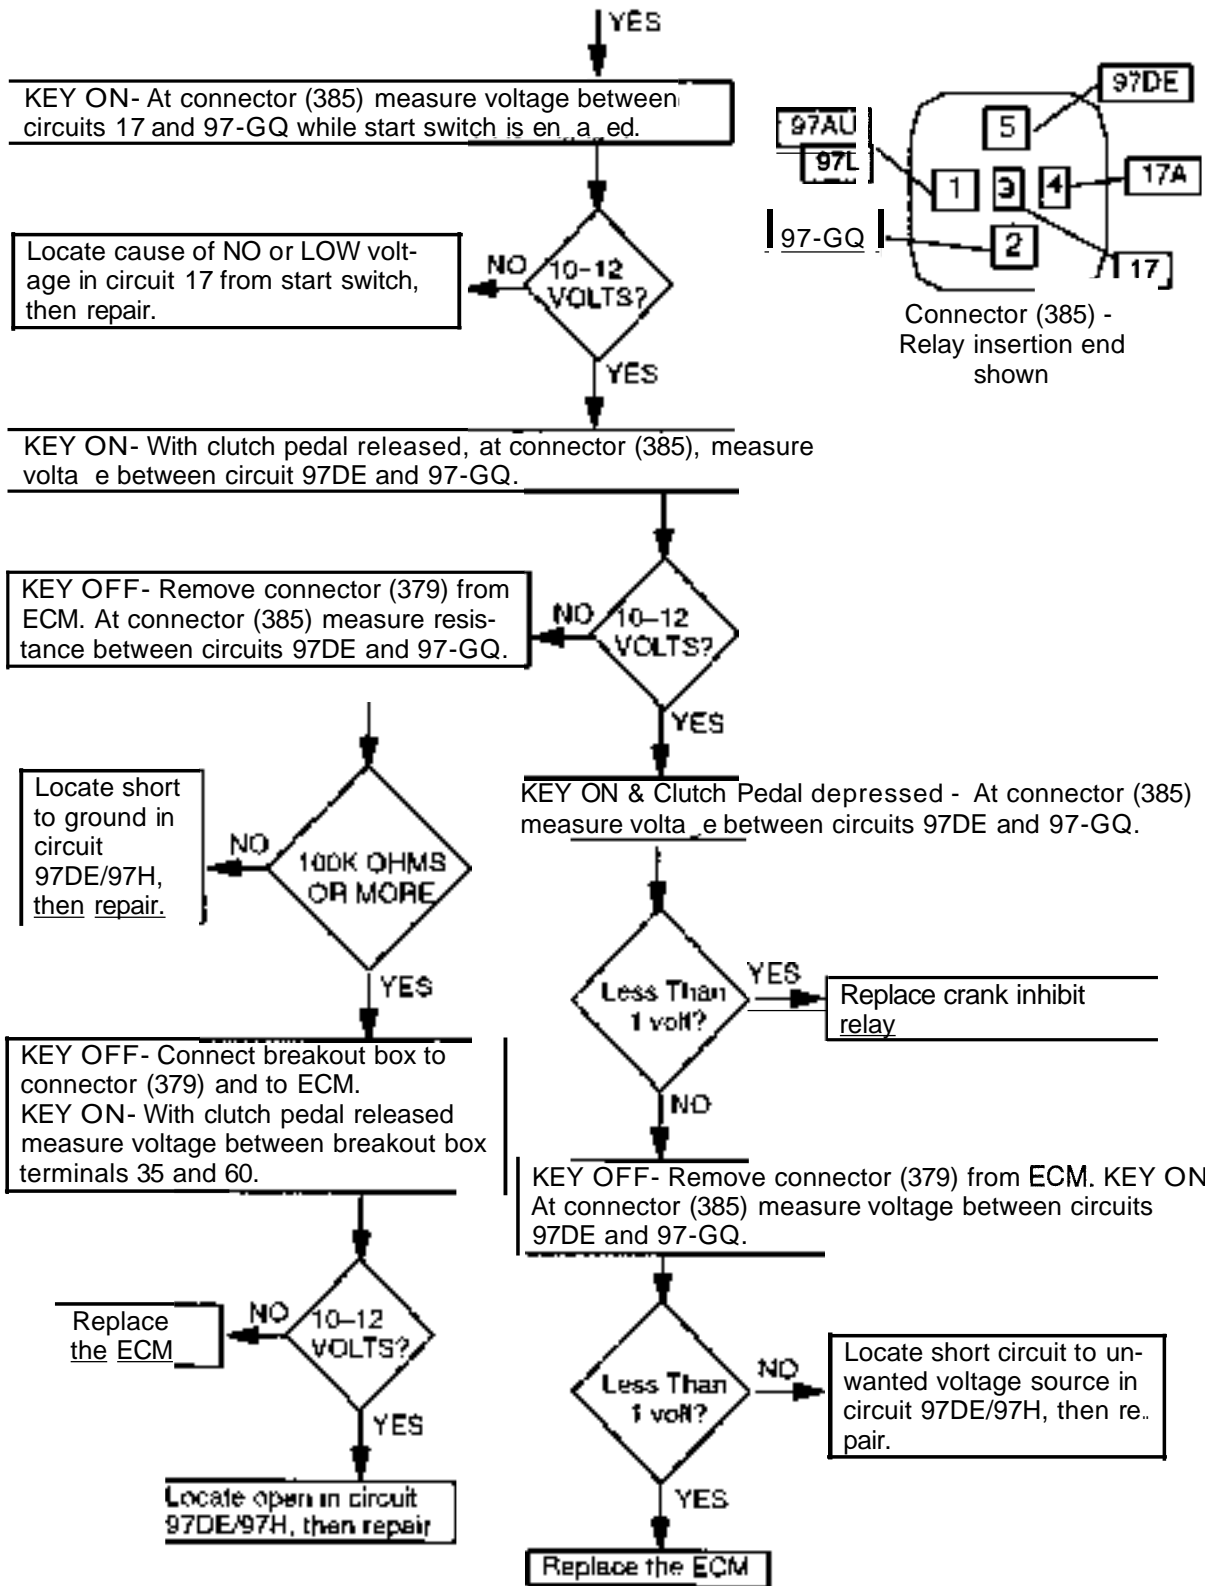 YES
KEY ON- At connector (385) measure voltage between
circuits 17 and 97-GQ while start switch is en a ed.
97DE
5
97AU
97L
1
3
4
17A
97-GQ
2
17
Connector (385) -
Relay insertion end
shown
Locate cause of NO or LOW volt-
age in circuit 17 from start switch,
then repair.
NO
10–12
VOLTS?
YES
KEY ON- With clutch pedal released, at connector (385), measure
volta e between circuit 97DE and 97-GQ.
KEY OFF- Remove connector (379) from
ECM. At connector (385) measure resis-
tance between circuits 97DE and 97-GQ.
NO
10–12
VOLTS?
YES
Locate short
to ground in
circuit
97DE/97H,
then repair.
NO
100K OHMS
OR MORE
YES
KEY ON & Clutch Pedal depressed - At connector (385)
measure volta e between circuits 97DE and 97-GQ.
Less Than
1 volt?
YES
Replace crank inhibit
relay
NO
KEY OFF- Connect breakout box to
connector (379) and to ECM.
KEY ON- With clutch pedal released
measure voltage between breakout box
terminals 35 and 60.
KEY OFF- Remove connector (379) from ECM. KEY ON
At connector (385) measure voltage between circuits
97DE and 97-GQ.
Replace
the ECM
NO
10–12
VOLTS?
YES
Locate open in circuit
97DE/97H, then repair
Less Than
1 volt?
NO
Locate short circuit to un-
wanted voltage source in
circuit 97DE/97H, then re..
pair.
YES
Replace the ECM